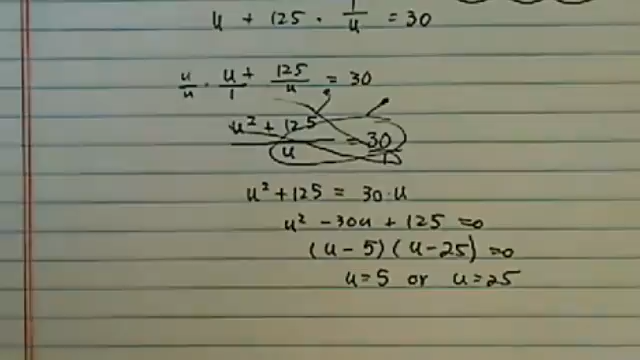 u + 125 · 1/u = 30
u/u · u/1 + 125/u = 30
(u² + 125)/u = 30/1
u² + 125 = 30·u
u² - 30u + 125 = 0
(u - 5)(u - 25) = 0
u = 5 or u = 25